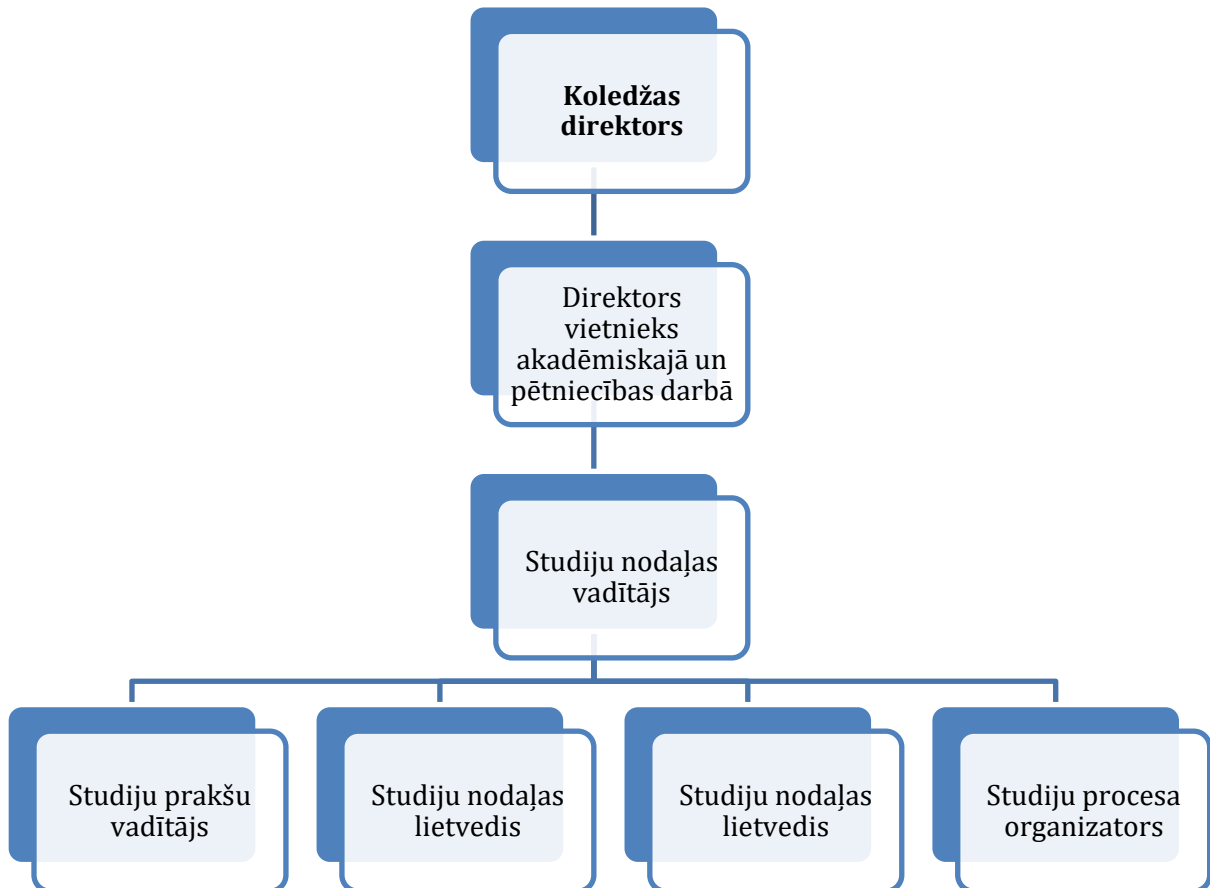 Koledžas
direktors
Direktors
vietnieks
akadēmiskajā un
pētniecības darbā
Studiju nodaļas
vadītājs
Studiju prakšu
vadītājs
Studiju nodaļas
lietvedis
Studiju nodaļas
lietvedis
Studiju procesa
organizators